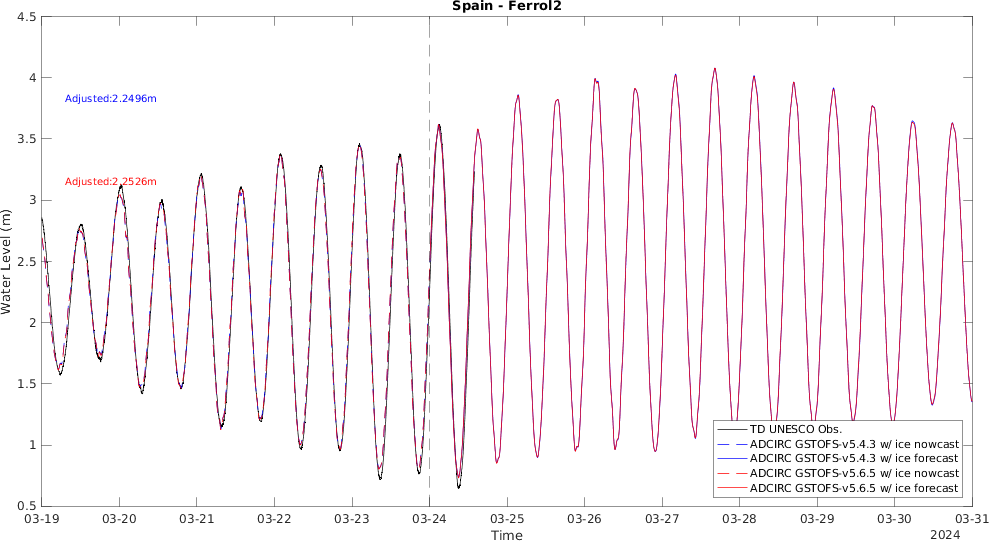 Spain - Ferrol2
4.5
4
3.5
3
2.5
2
1.5
1
0.5
Water Level (m)
Adjusted:2.2496m
Adjusted:2.2526m
TD UNESCO Obs.
ADCIRC GSTOFS-v5.4.3 w/ ice nowcast
ADCIRC GSTOFS-v5.4.3 w/ ice forecast
ADCIRC GSTOFS-v5.6.5 w/ ice nowcast
ADCIRC GSTOFS-v5.6.5 w/ ice forecast
03-19 03-20 03-21 03-22 03-23 03-24 03-25 03-26 03-27 03-28 03-29 03-30 03-31
Time
2024